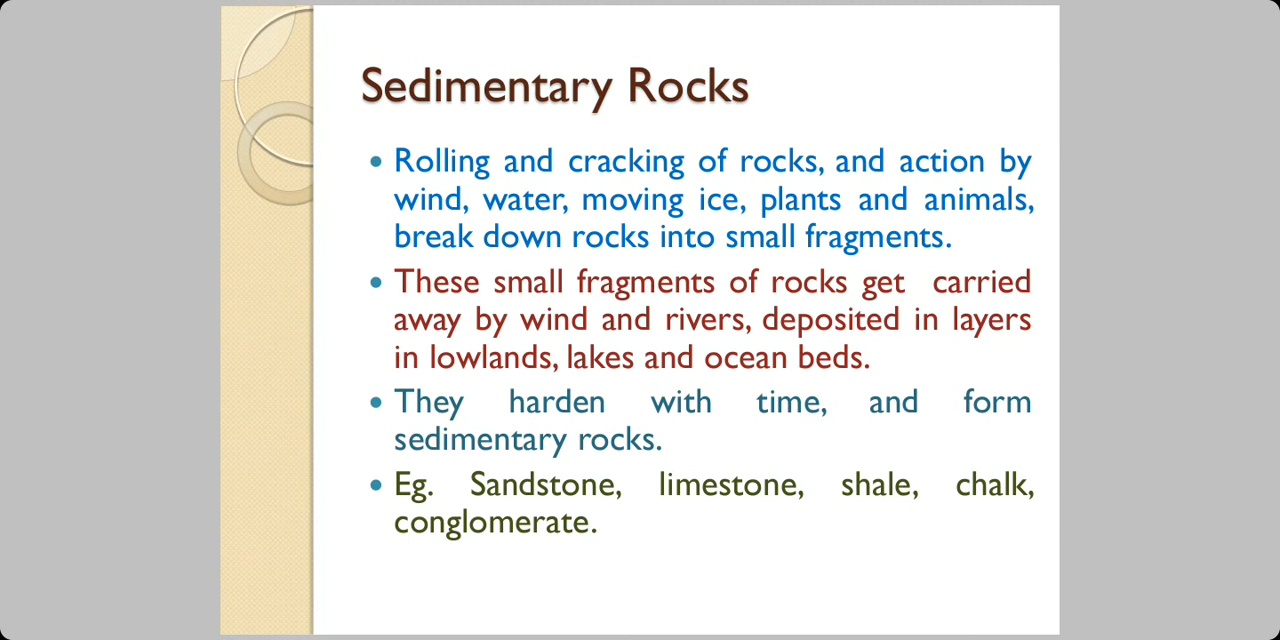 Sedimentary Rocks
• Rolling and cracking of rocks, and action by
wind, water, moving ice, plants and animals,
break down rocks into small fragments.
• These small fragments of rocks get carried
away by wind and rivers, deposited in layers
in lowlands, lakes and ocean beds.
• They harden with time, and form
sedimentary rocks.
• Eg. Sandstone, limestone, shale, chalk,
conglomerate.